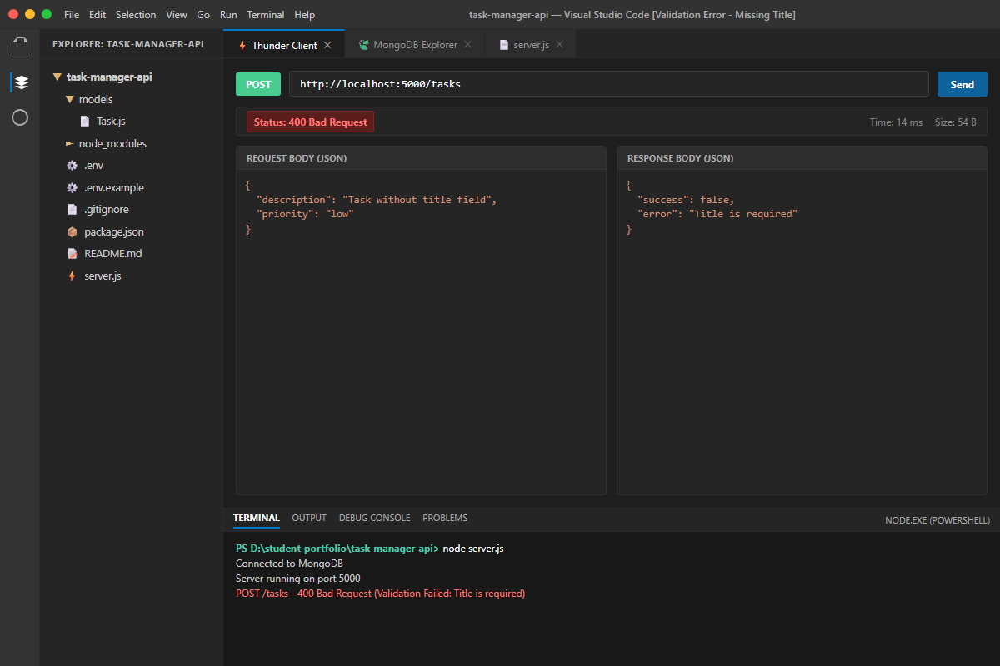 File Edit Selection View Go Run Terminal Help
task-manager-api — Visual Studio Code [Validation Error - Missing Title]
EXPLORER: TASK-MANAGER-API
task-manager-api
models
Task.js
node_modules
.env
.env.example
.gitignore
package.json
README.md
server.js
Thunder Client
MongoDB Explorer
server.js
POST
http://localhost:5000/tasks
Send
Status: 400 Bad Request
Time: 14 ms
Size: 54 B
REQUEST BODY (JSON)
{
"description": "Task without title field",
"priority": "low"
}
RESPONSE BODY (JSON)
{
"success": false,
"error": "Title is required"
}
TERMINAL OUTPUT DEBUG CONSOLE PROBLEMS
NODE.EXE (POWERSHELL)
PS D:\student-portfolio\task-manager-api> node server.js
Connected to MongoDB
Server running on port 5000
POST /tasks - 400 Bad Request (Validation Failed: Title is required)